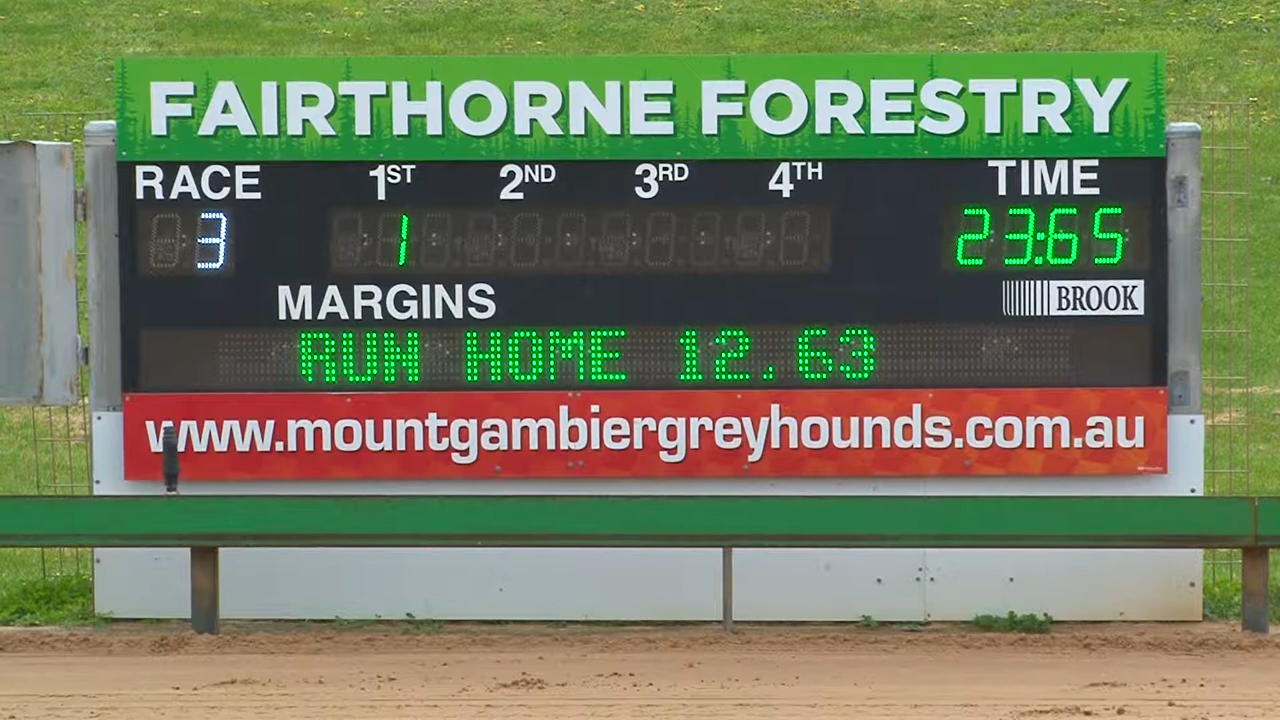 FAIRTHORNE FORESTRY
RACE 1ST 2ND 3RD 4TH TIME
3 1 23:65
MARGINS BROOK
RUN HOME 12.63
www.mountgambiergreyhounds.com.au